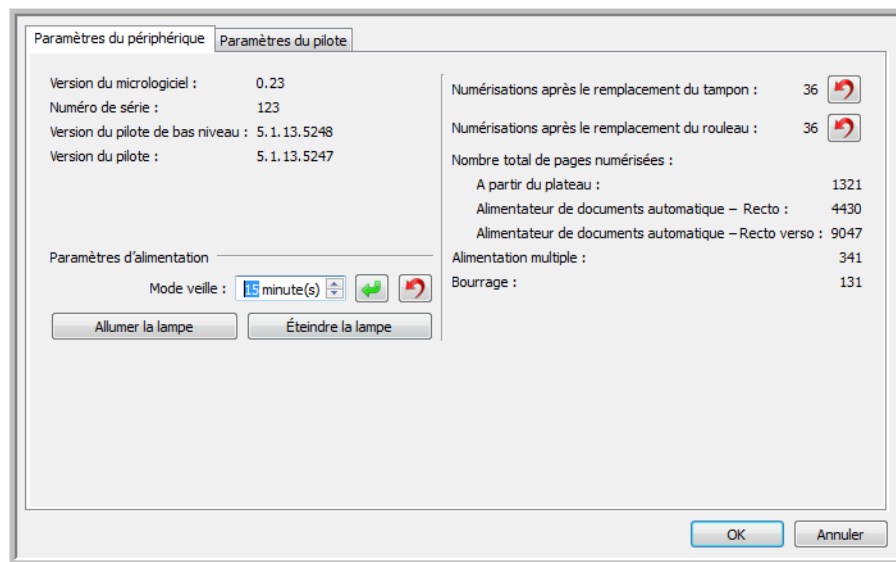 Paramètres du périphérique
Paramètres du pilote
Version du micrologiciel : 0.23
Numéro de série : 123
Version du pilote de bas niveau : 5.1.13.5248
Version du pilote : 5.1.13.5247
Paramètres d'alimentation
Mode veille : 15 minute(s)
Allumer la lampe
Éteindre la lampe
Numérisations après le remplacement du tampon : 36
Numérisations après le remplacement du rouleau : 36
Nombre total de pages numérisées :
A partir du plateau : 1321
Alimentateur de documents automatique – Recto : 4430
Alimentateur de documents automatique – Recto verso : 9047
Alimentation multiple : 341
Bourrage : 131
OK
Annuler